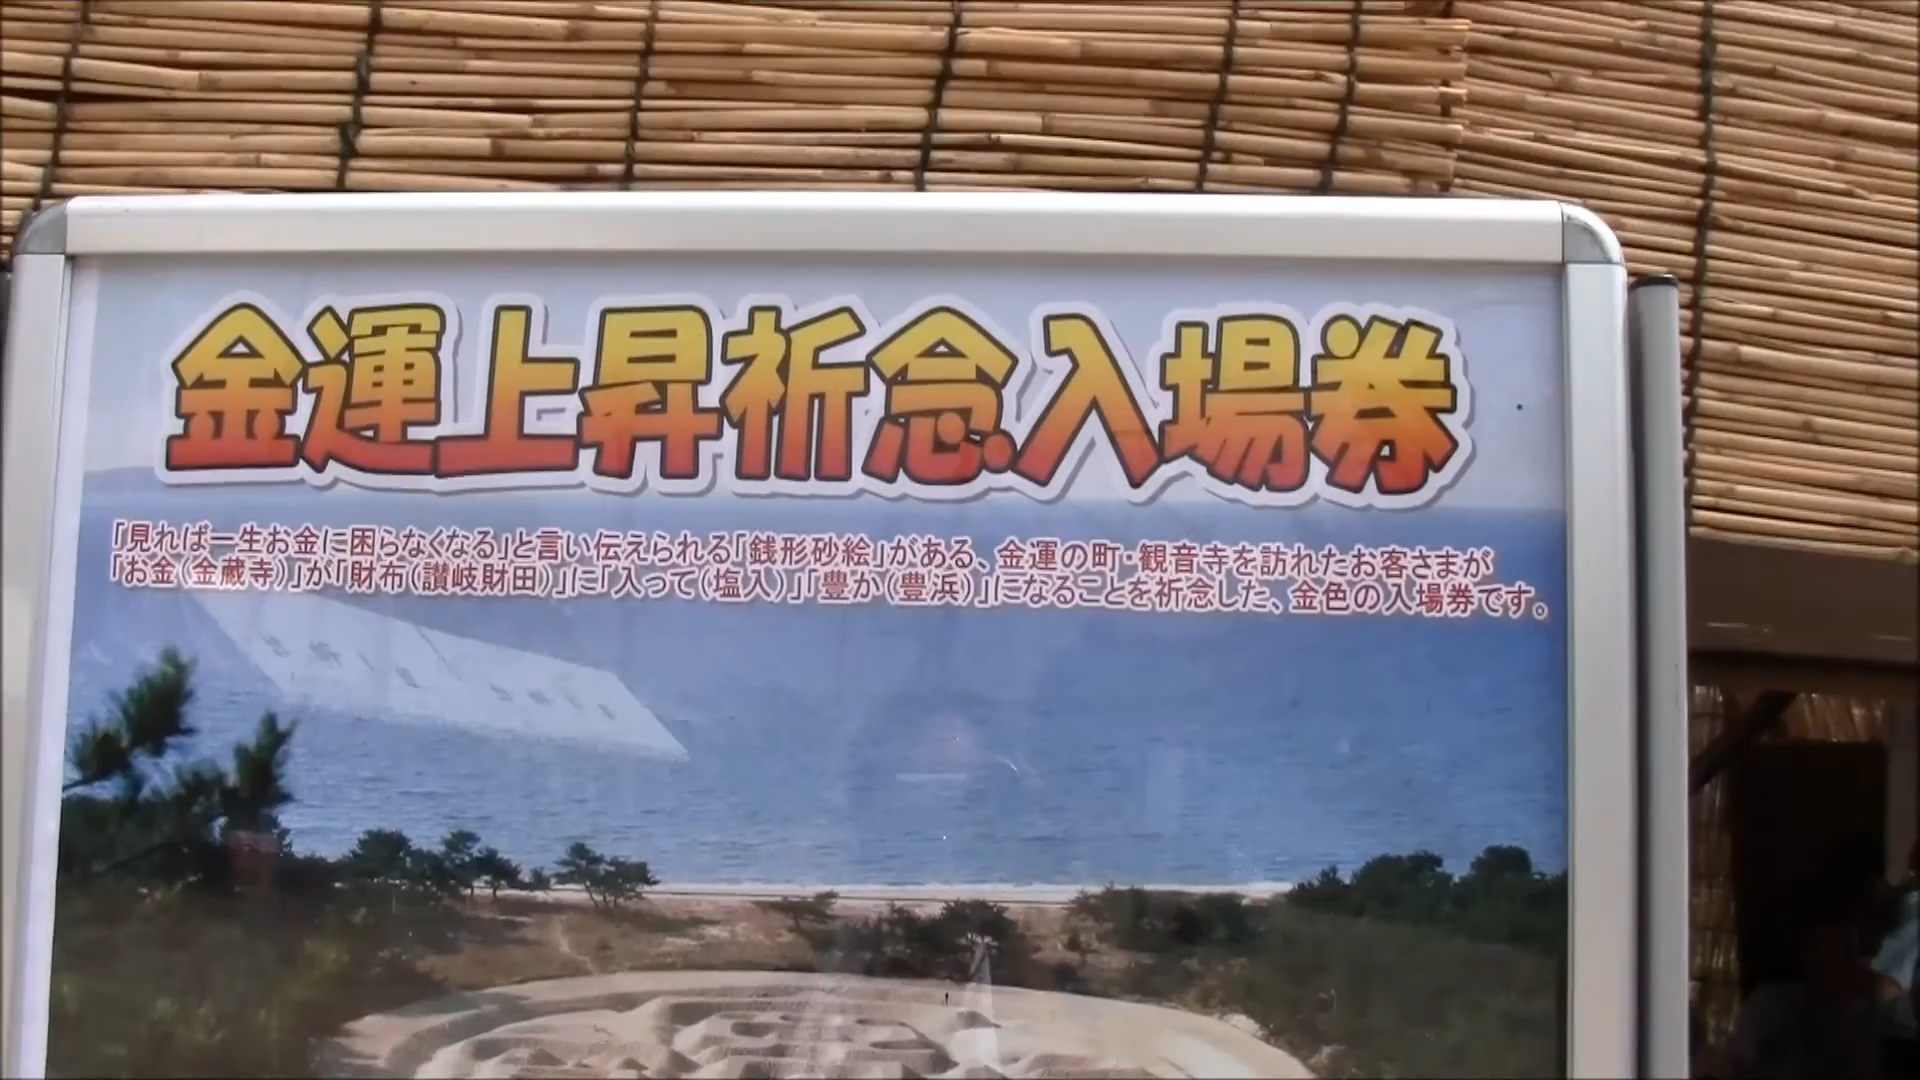 金運上昇祈念入場券
「見れば一生お金に困らなくなる」と言い伝えられる「銭形砂絵」がある、金運の町・観音寺を訪れたお客さまが
「お金(金蔵寺)」が「財布(讃岐財田)」に「入って(塩入)」「豊か(豊浜)」になることを祈念した、金色の入場券です。